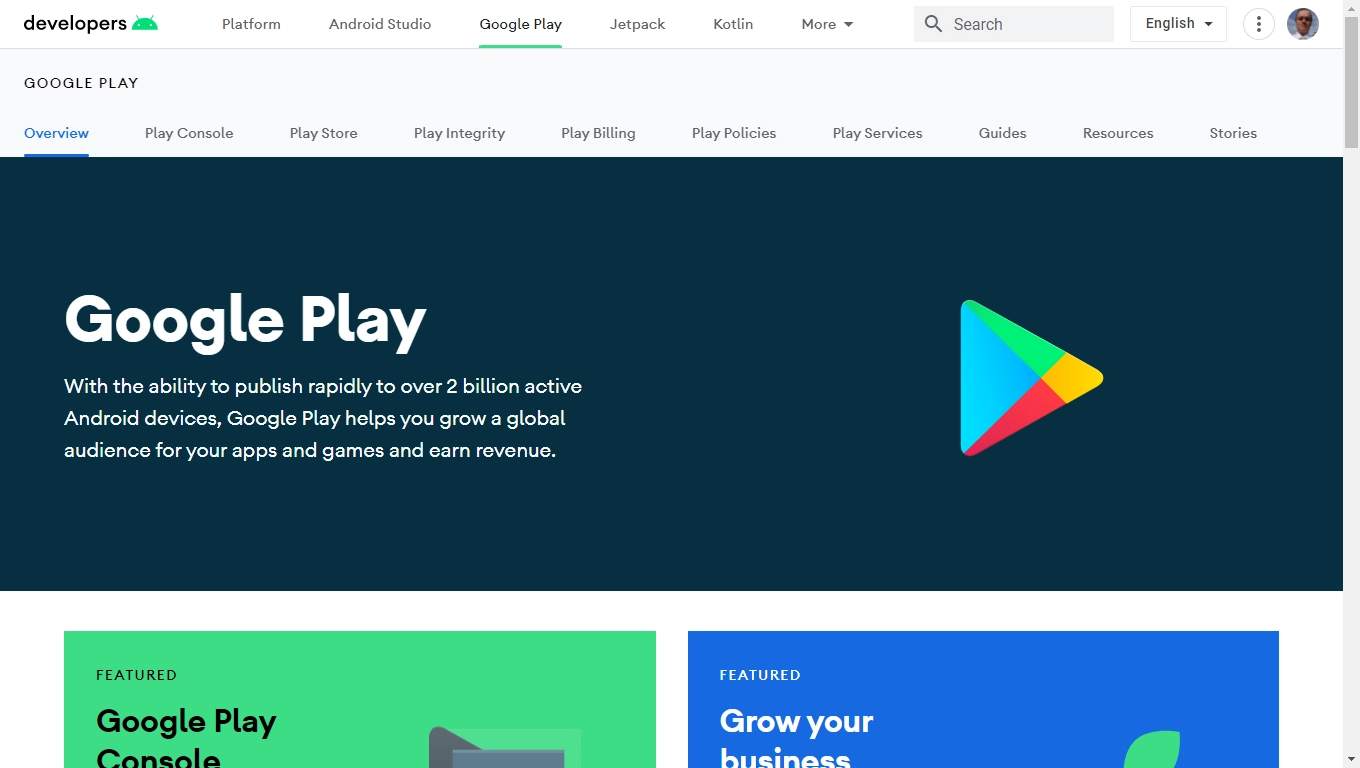 developers
Platform
Android Studio
Google Play
Jetpack
Kotlin
More
Search
English
GOOGLE PLAY
Overview
Play Console
Play Store
Play Integrity
Play Billing
Play Policies
Play Services
Guides
Resources
Stories
Google Play
With the ability to publish rapidly to over 2 billion active
Android devices, Google Play helps you grow a global
audience for your apps and games and earn revenue.
FEATURED
Google Play
Console
FEATURED
Grow your
business